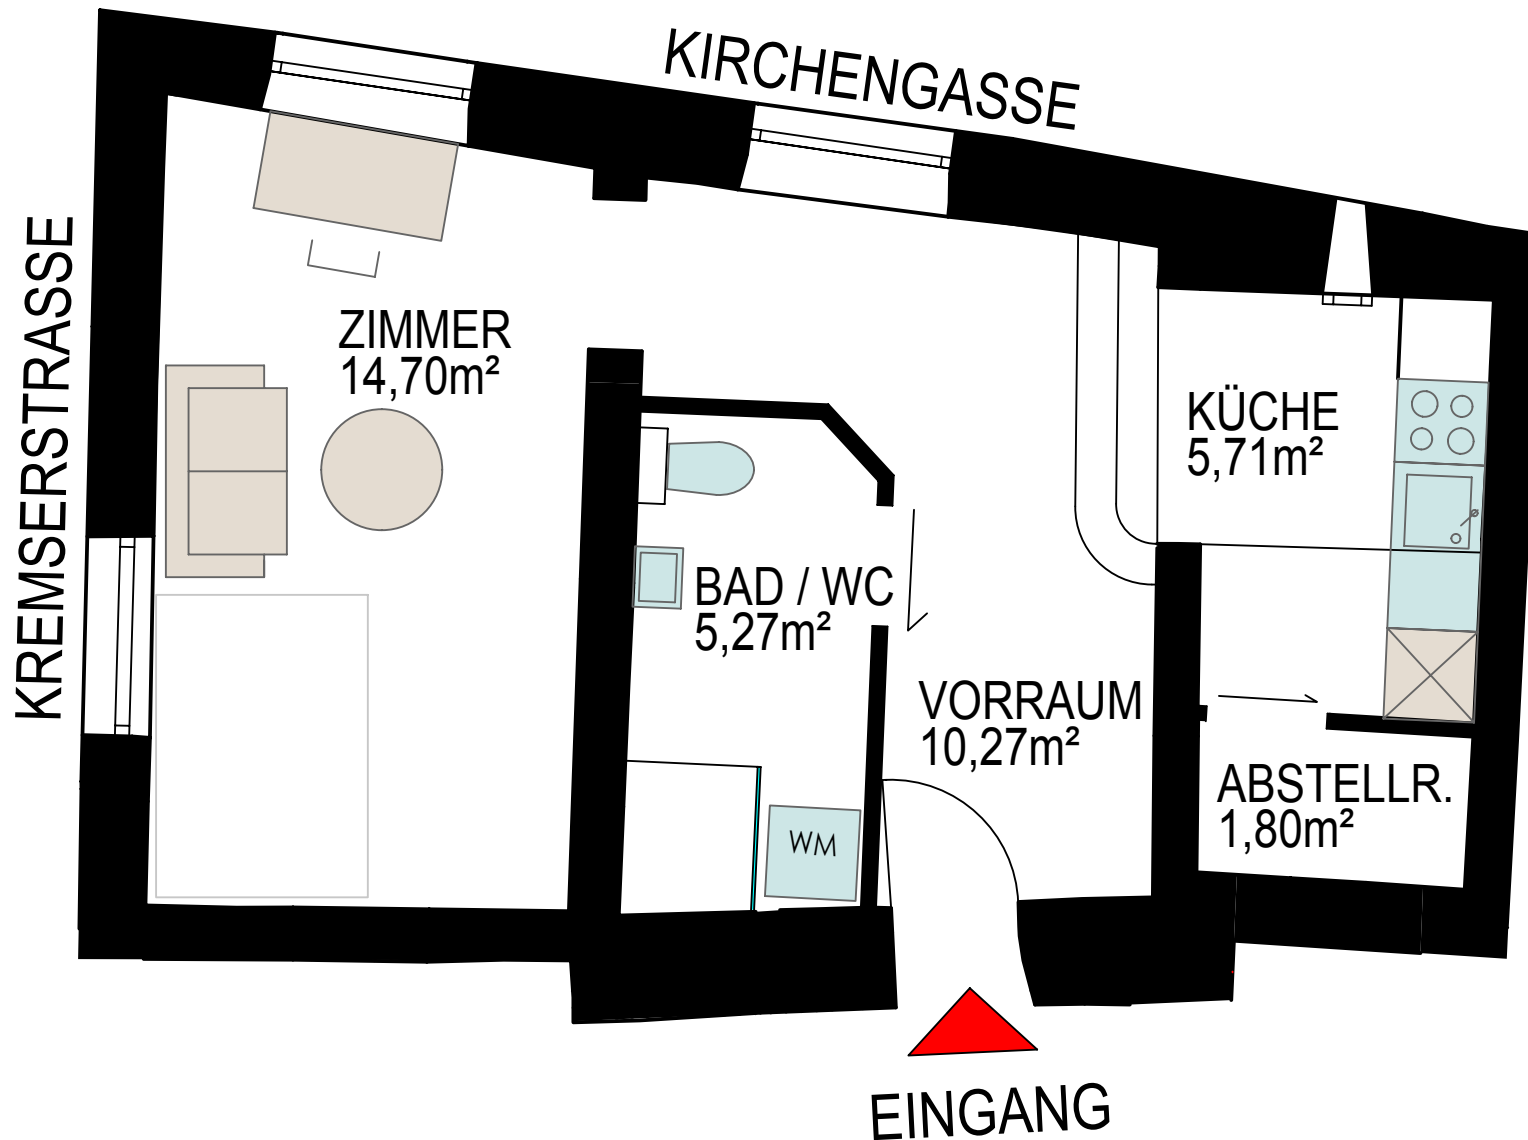 KIRCHENGASSE
KREMSERSTRASSE
ZIMMER
14,70m²
KÜCHE
5,71m²
BAD / WC
5,27m²
VORRAUM
10,27m²
ABSTELLR.
1,80m²
WM
EINGANG